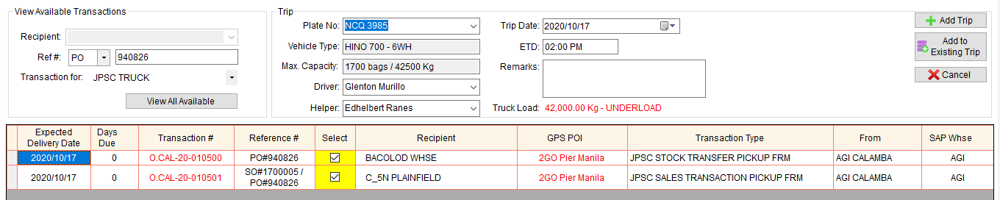 View Available Transactions
Recipient:
Ref #: PO 940826
Transaction for: JPSC TRUCK
View All Available
Trip
Plate No: NCQ 3985
Vehicle Type: HINO 700 - 6WH
Max. Capacity: 1700 bags / 42500 Kg
Driver: Glenton Murillo
Helper: Edhelbert Ranes
Trip Date: 2020/10/17
ETD: 02:00 PM
Remarks:
Truck Load: 42,000.00 Kg - UNDERLOAD
Add Trip
Add to
Existing Trip
Cancel
Expected
Delivery Date
Days
Due
Transaction #
Reference #
Select
Recipient
GPS POI
Transaction Type
From
SAP Whse
2020/10/17 0 O.CAL-20-010500 PO#940826 BACOLOD WHSE 2GO Pier Manila JPSC STOCK TRANSFER PICKUP FRM AGI CALAMBA AGI
2020/10/17 0 O.CAL-20-010501 SO#1700005 /
PO#940826 C_5N PLAINFIELD 2GO Pier Manila JPSC SALES TRANSACTION PICKUP FRM AGI CALAMBA AGI